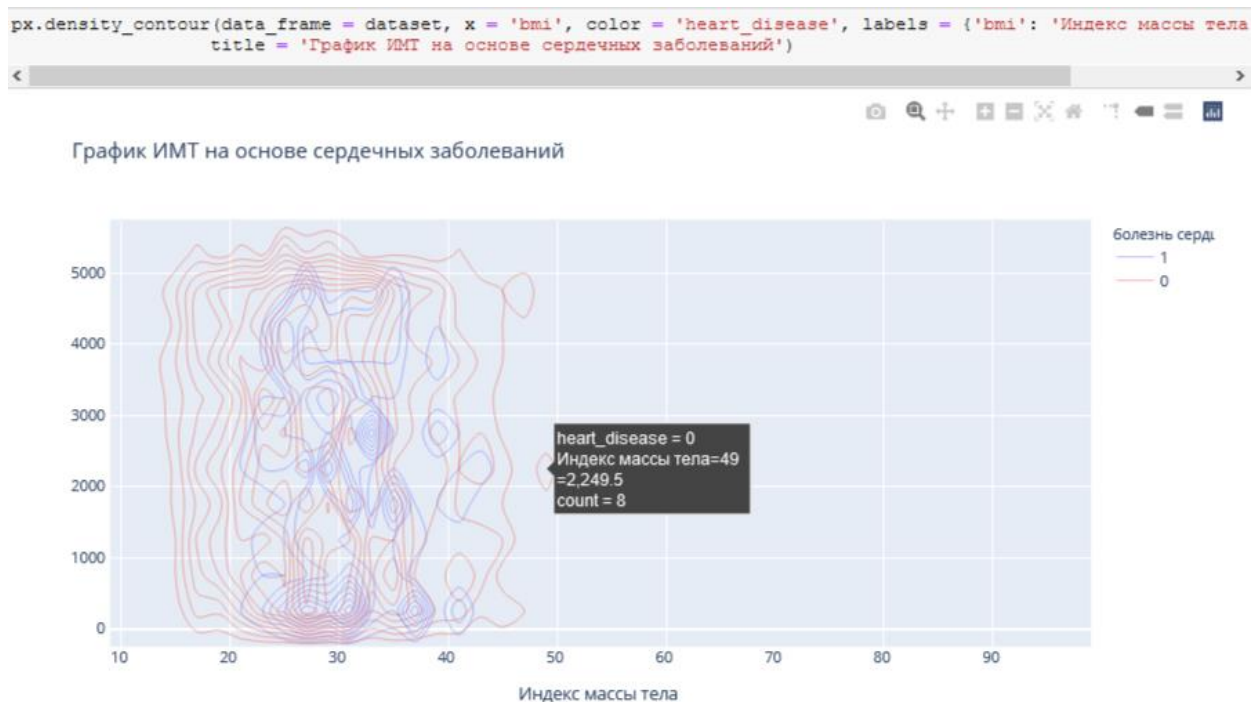 px.density_contour(data_frame = dataset, x = 'bmi', color = 'heart_disease', labels = {'bmi': 'Индекс массы тела
title = 'График ИМТ на основе сердечных заболеваний')
График ИМТ на основе сердечных заболеваний
болезнь сердц
1
0
5000
4000
3000
2000
1000
0
heart_disease = 0
Индекс массы тела=49
=2,249.5
count = 8
10 20 30 40 50 60 70 80 90
Индекс массы тела